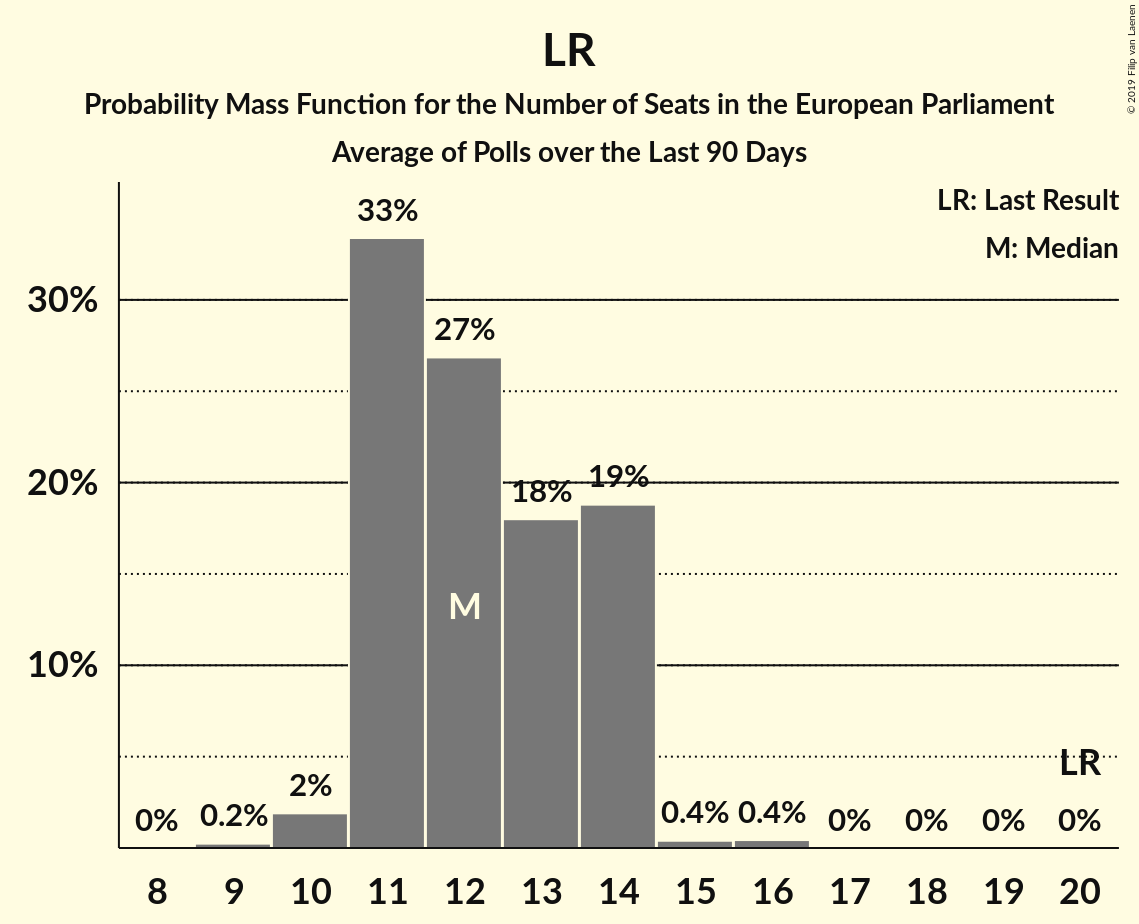 LR
Probability Mass Function for the Number of Seats in the European Parliament
Average of Polls over the Last 90 Days
© 2019 Filip van Laenen
LR: Last Result
M: Median
33%
30%
27%
20%
18%
19%
M
10%
LR
0%
0.2%
2%
0.4%
0.4%
0%
0%
0%
0%
8 9 10 11 12 13 14 15 16 17 18 19 20